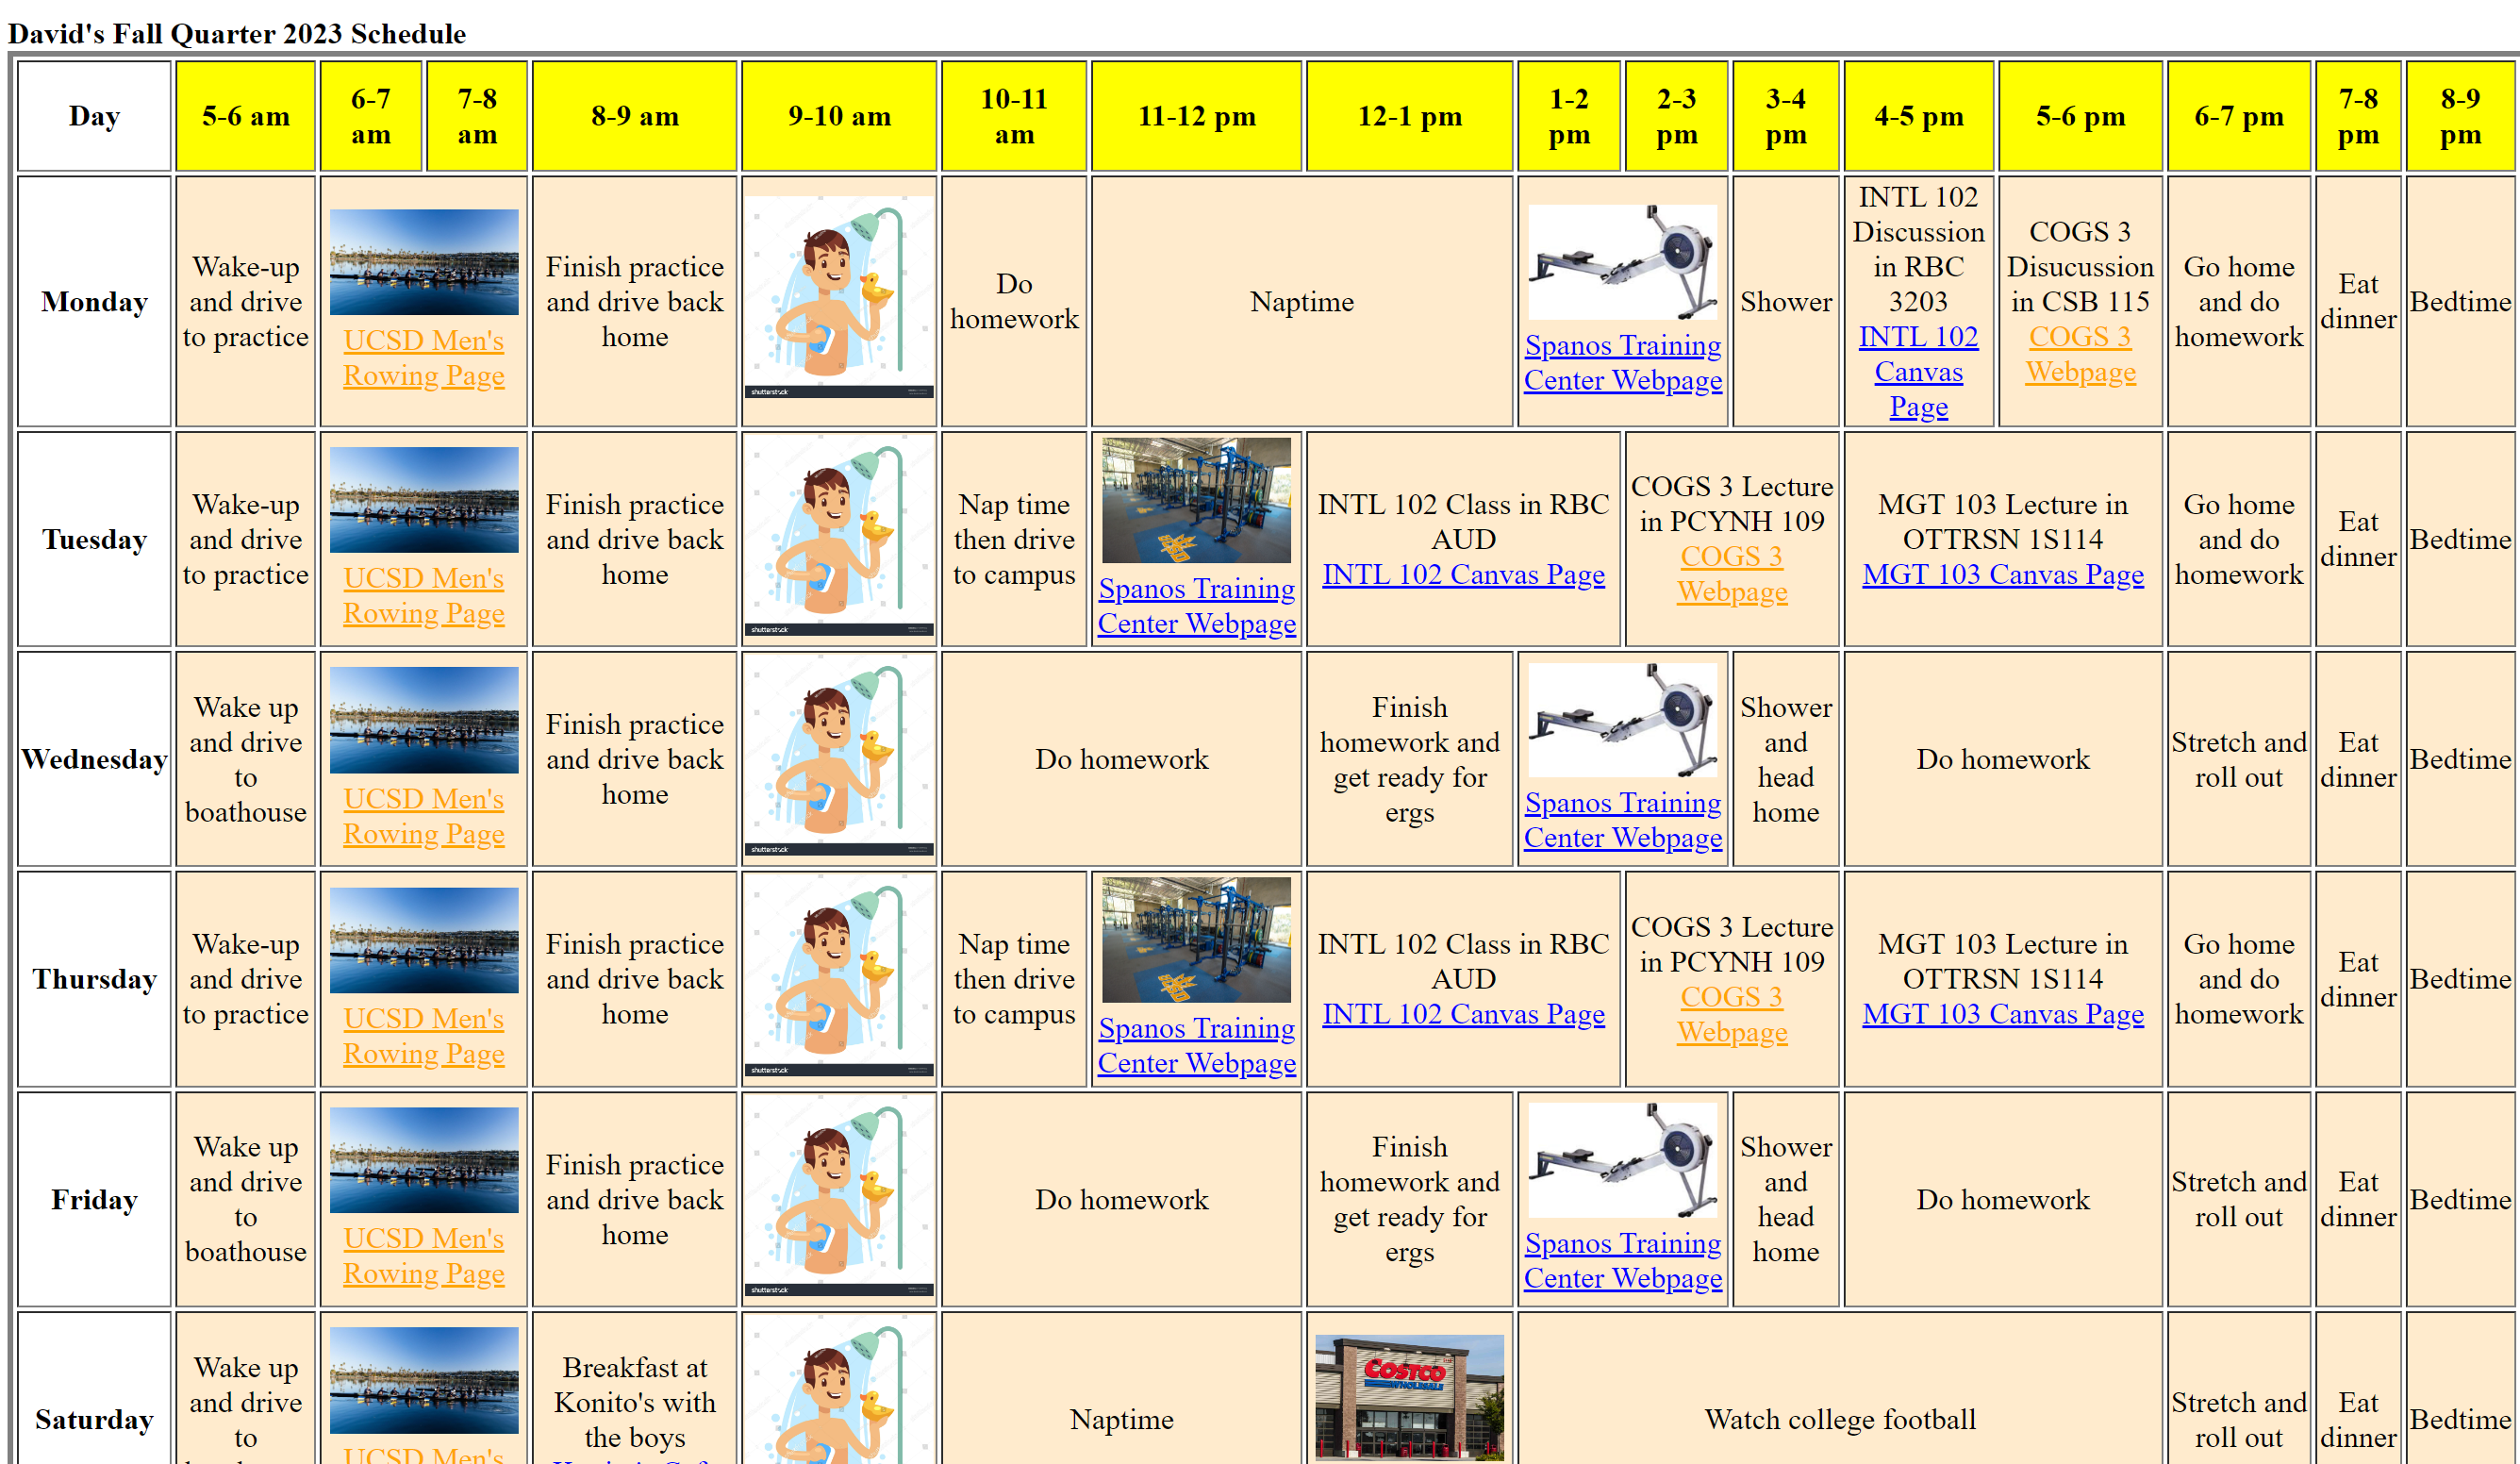 David's Fall Quarter 2023 Schedule
Day
5-6 am
6-7
am
7-8
am
8-9 am
9-10 am
10-11
am
11-12 pm
12-1 pm
1-2
pm
2-3
pm
3-4
pm
4-5 pm
5-6 pm
6-7 pm
7-8
pm
8-9
pm
Monday
Wake-up
and drive
to practice
UCSD Men's
Rowing Page
Finish practice
and drive back
home
shutterstock
Do
homework
Naptime
Spanos Training
Center Webpage
Shower
INTL 102
Discussion
in RBC
3203
INTL 102
Canvas
Page
COGS 3
Disucussion
in CSB 115
COGS 3
Webpage
Go home
and do
homework
Eat
dinner
Bedtime
Tuesday
Wake-up
and drive
to practice
UCSD Men's
Rowing Page
Finish practice
and drive back
home
shutterstock
Nap time
then drive
to campus
Spanos Training
Center Webpage
INTL 102 Class in RBC
AUD
INTL 102 Canvas Page
COGS 3 Lecture
in PCYNH 109
COGS 3
Webpage
MGT 103 Lecture in
OTTRSN 1S114
MGT 103 Canvas Page
Go home
and do
homework
Eat
dinner
Bedtime
Wednesday
Wake up
and drive
to
boathouse
UCSD Men's
Rowing Page
Finish practice
and drive back
home
shutterstock
Do homework
Finish
homework and
get ready for
ergs
Spanos Training
Center Webpage
Shower
and
head
home
Do homework
Stretch and
roll out
Eat
dinner
Bedtime
Thursday
Wake-up
and drive
to practice
UCSD Men's
Rowing Page
Finish practice
and drive back
home
shutterstock
Nap time
then drive
to campus
Spanos Training
Center Webpage
INTL 102 Class in RBC
AUD
INTL 102 Canvas Page
COGS 3 Lecture
in PCYNH 109
COGS 3
Webpage
MGT 103 Lecture in
OTTRSN 1S114
MGT 103 Canvas Page
Go home
and do
homework
Eat
dinner
Bedtime
Friday
Wake up
and drive
to
boathouse
UCSD Men's
Rowing Page
Finish practice
and drive back
home
shutterstock
Do homework
Finish
homework and
get ready for
ergs
Spanos Training
Center Webpage
Shower
and
head
home
Do homework
Stretch and
roll out
Eat
dinner
Bedtime
Saturday
Wake up
and drive
to
UCSD Men's
Breakfast at
Konito's with
the boys
Naptime
COSTCO
WHOLESALE
Watch college football
Stretch and
roll out
Eat
dinner
Bedtime